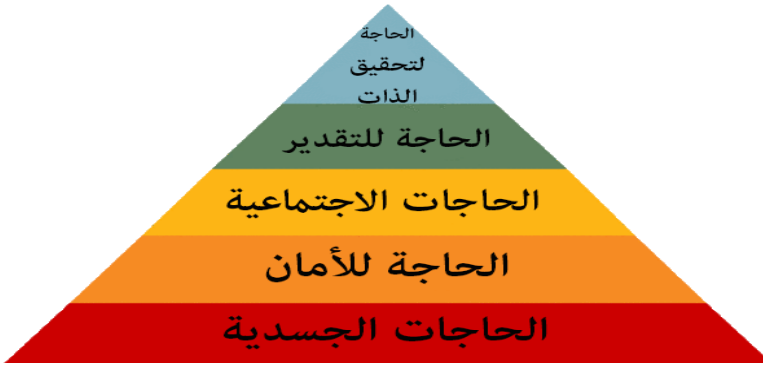 الحاجة
لتحقيق
الذات
الحاجة للتقدير
الحاجات الاجتماعية
الحاجة للأمان
الحاجات الجسدية